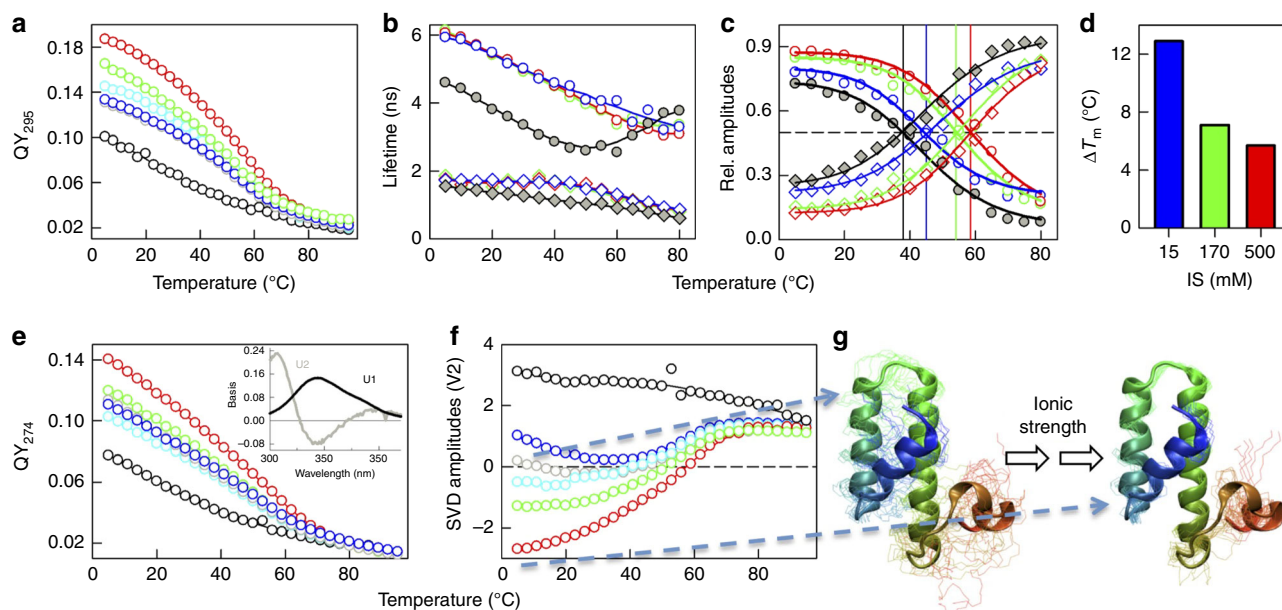 a
QY295
0.18
0.14
0.10
0.06
0.02
0 20 40 60 80
Temperature (°C)
b
Lifetime (ns)
6
4
2
0
0 20 40 60 80
c
Rel. amplitudes
0.9
0.6
0.3
0.0
0 20 40 60 80
Temperature (°C)
d
ΔTm (°C)
12
8
4
0
15 170 500
IS (mM)
e
QY274
0.14
0.10
0.06
0.02
0 20 40 60 80
Basis
0.24
0.16
0.08
0.00
−0.08
U2
U1
300 350 350
Wavelength (nm)
f
SVD amplitudes (V2)
4
2
0
−2
0 20 40 60 80
Temperature (°C)
g
Ionic
strength